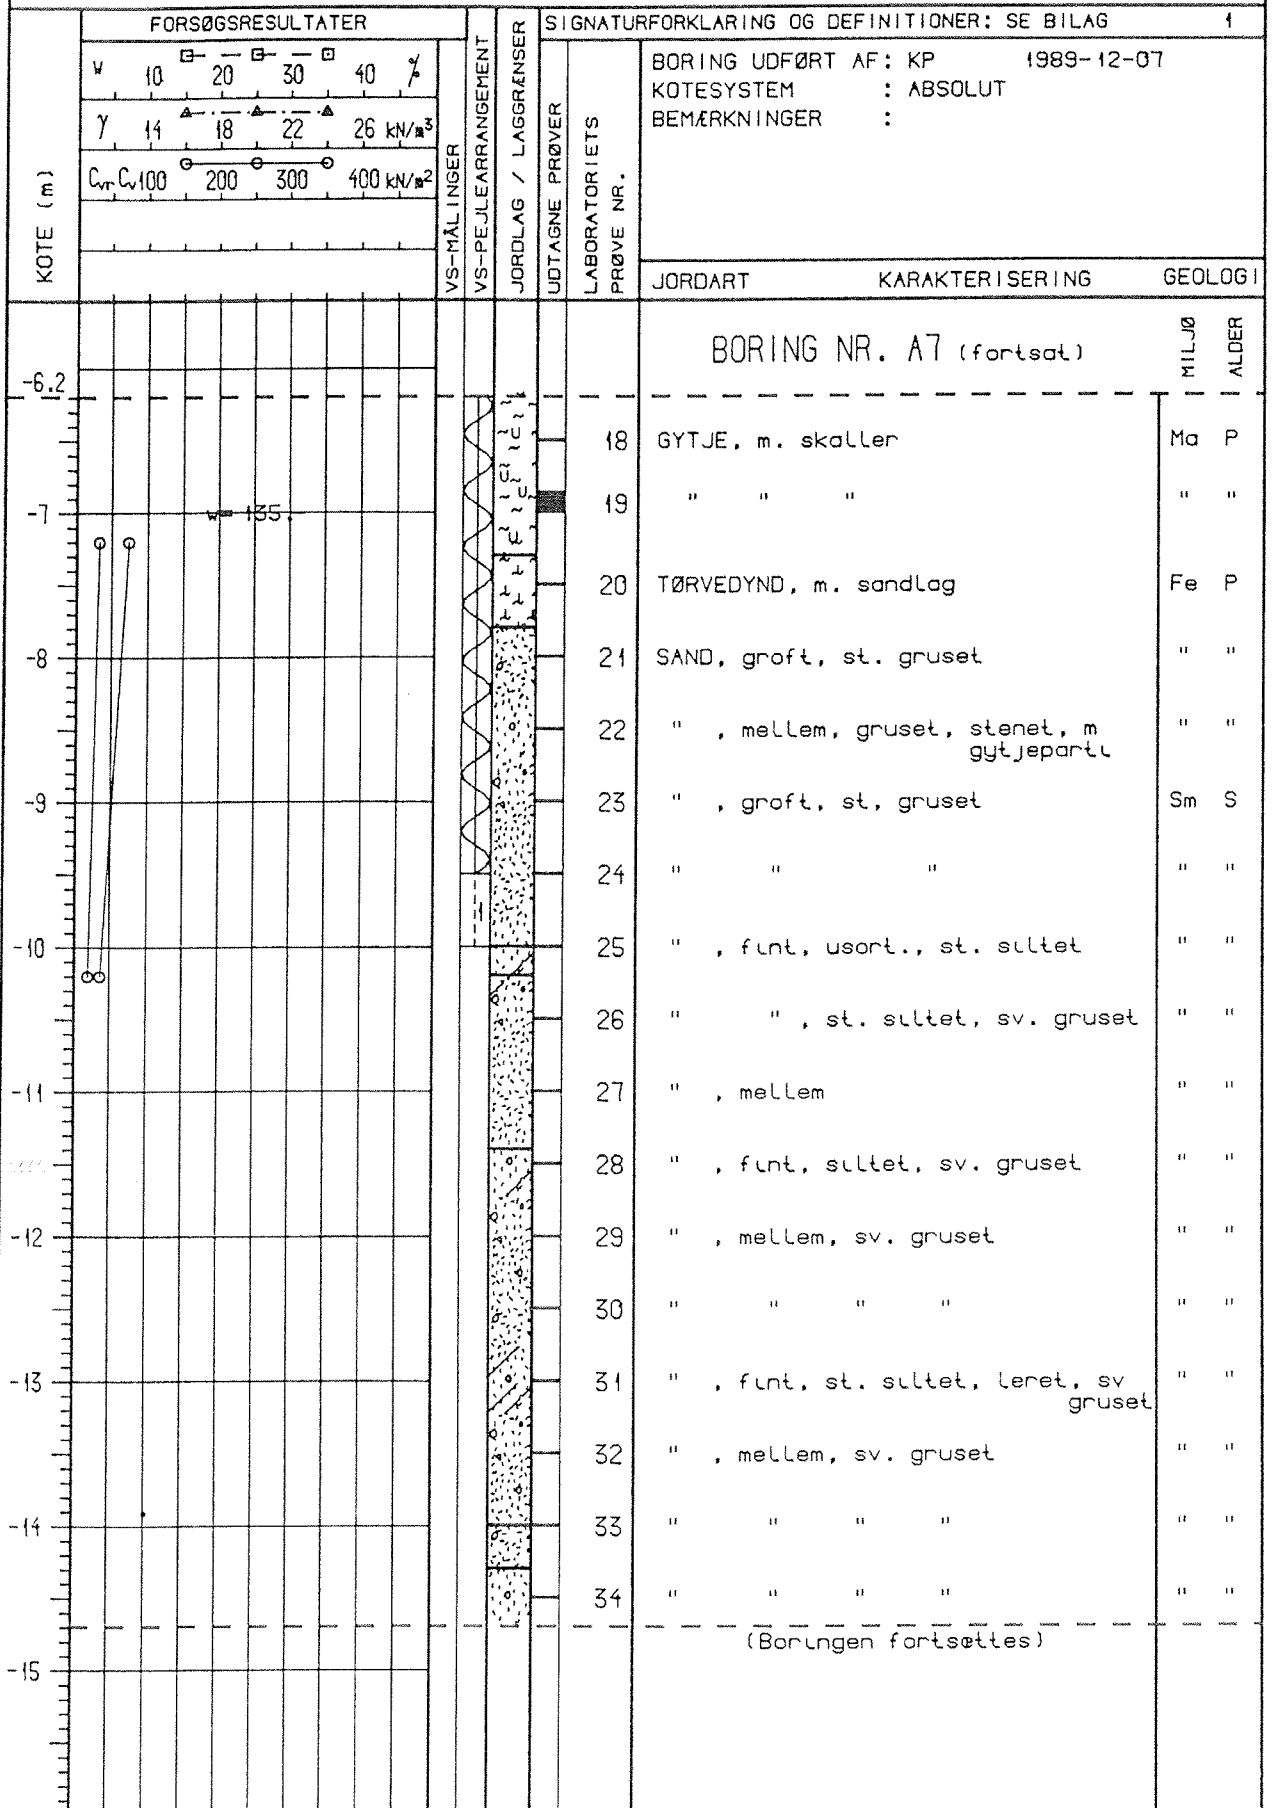 FORSØGSRESULTATER
SIGNATURFORKLARING OG DEFINITIONER: SE BILAG 1
W 10 20 30 40 %
γ 14 18 22 26 kN/m³
Cvr Cv 100 200 300 400 kN/m²
KOTE (m)
VS-MÅLINGER
VS-PEJLEARRANGEMENT
JORDLAG / LAGGRÆNSER
UDTAGNE PRØVER
LABORATORIETS
PRØVE NR.
BORING UDFØRT AF: KP 1989-12-07
KOTESYSTEM : ABSOLUT
BEMÆRKNINGER :
JORDART KARAKTERISERING GEOLOGI
BORING NR. A7 (fortsat)
MILJØ
ALDER
-6.2
18 GYTJE, m. skaller Ma P
19 " " " " "
-7
w= 135.
20 TØRVEDYND, m. sandlag Fe P
-8
21 SAND, groft, st. gruset " "
22 " , mellem, gruset, stenet, m
gytjeparti " "
-9
23 " , groft, st, gruset Sm S
24 " " " " "
1
-10
25 " , fint, usort., st. siltet " "
26 " " , st. siltet, sv. gruset " "
-11
27 " , mellem " "
28 " , fint, siltet, sv. gruset " "
-12
29 " , mellem, sv. gruset " "
30 " " " " " "
-13
31 " , fint, st. siltet, leret, sv
gruset " "
32 " , mellem, sv. gruset " "
-14
33 " " " " " "
34 " " " " " "
(Boringen fortsættes)
-15